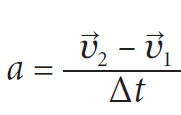 a = (v⃗₂ − v⃗₁) / Δt